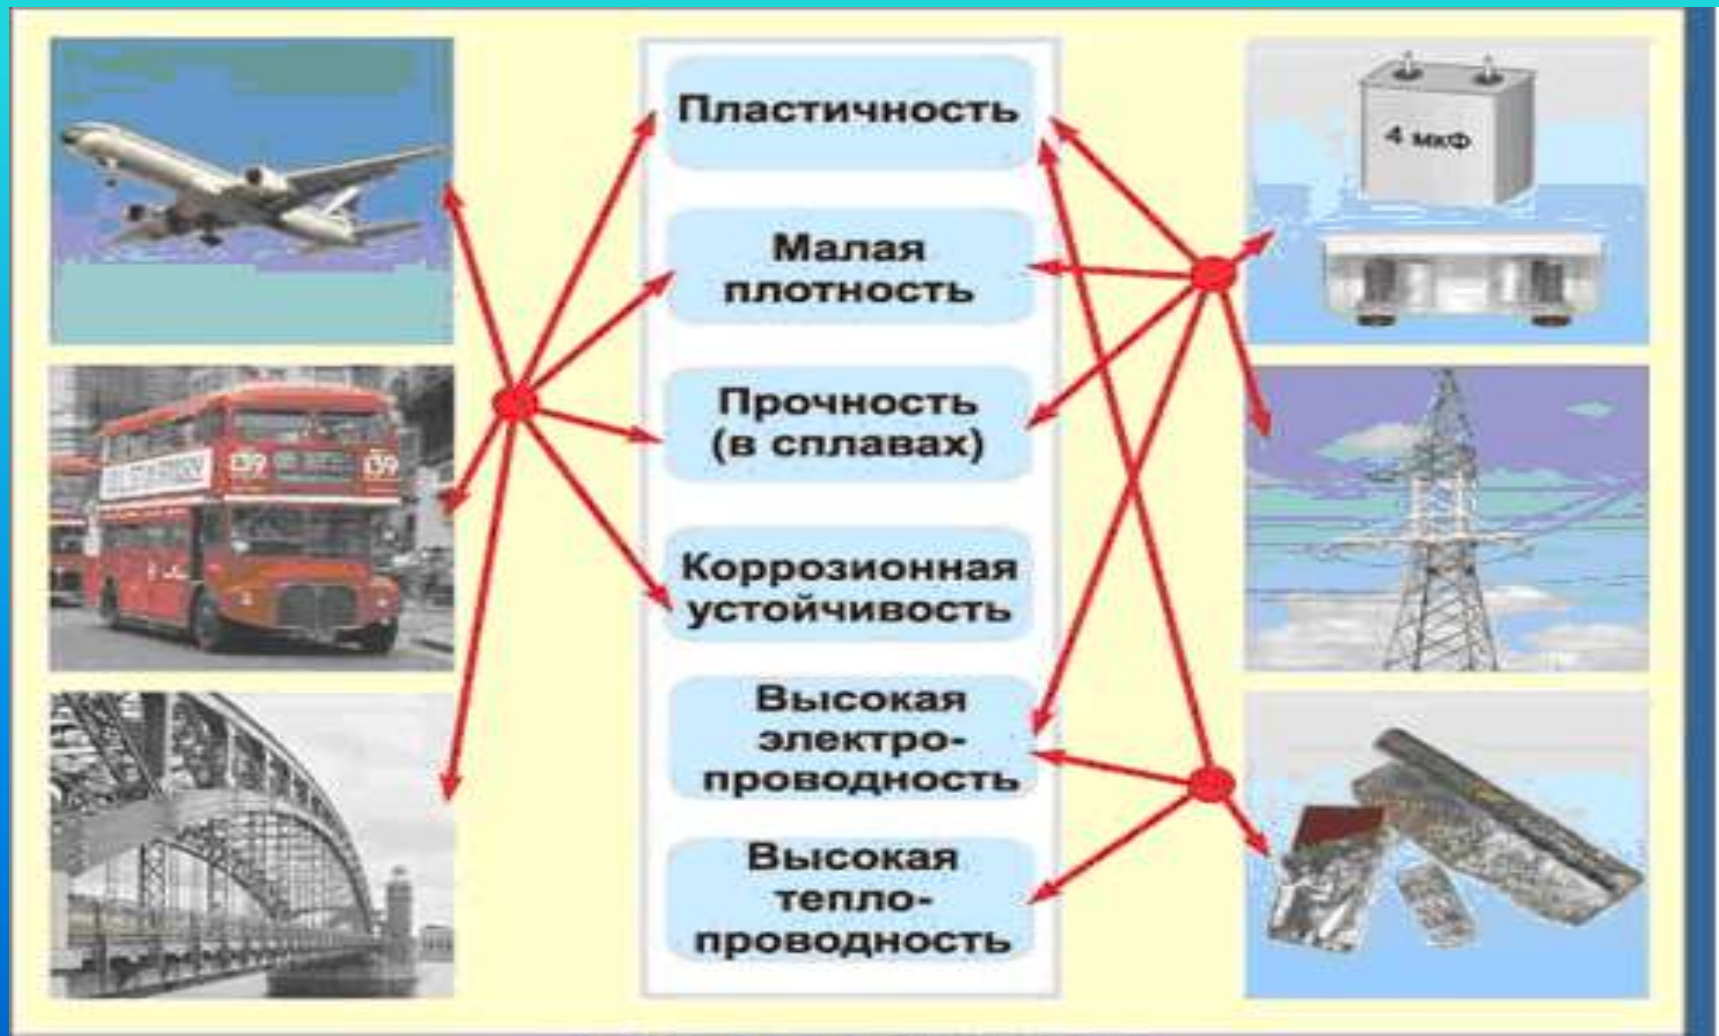 Пластичность
Малая
плотность
Прочность
(в сплавах)
Коррозионная
устойчивость
Высокая
электро-
проводность
Высокая
тепло-
проводность
4 мкФ
139
139